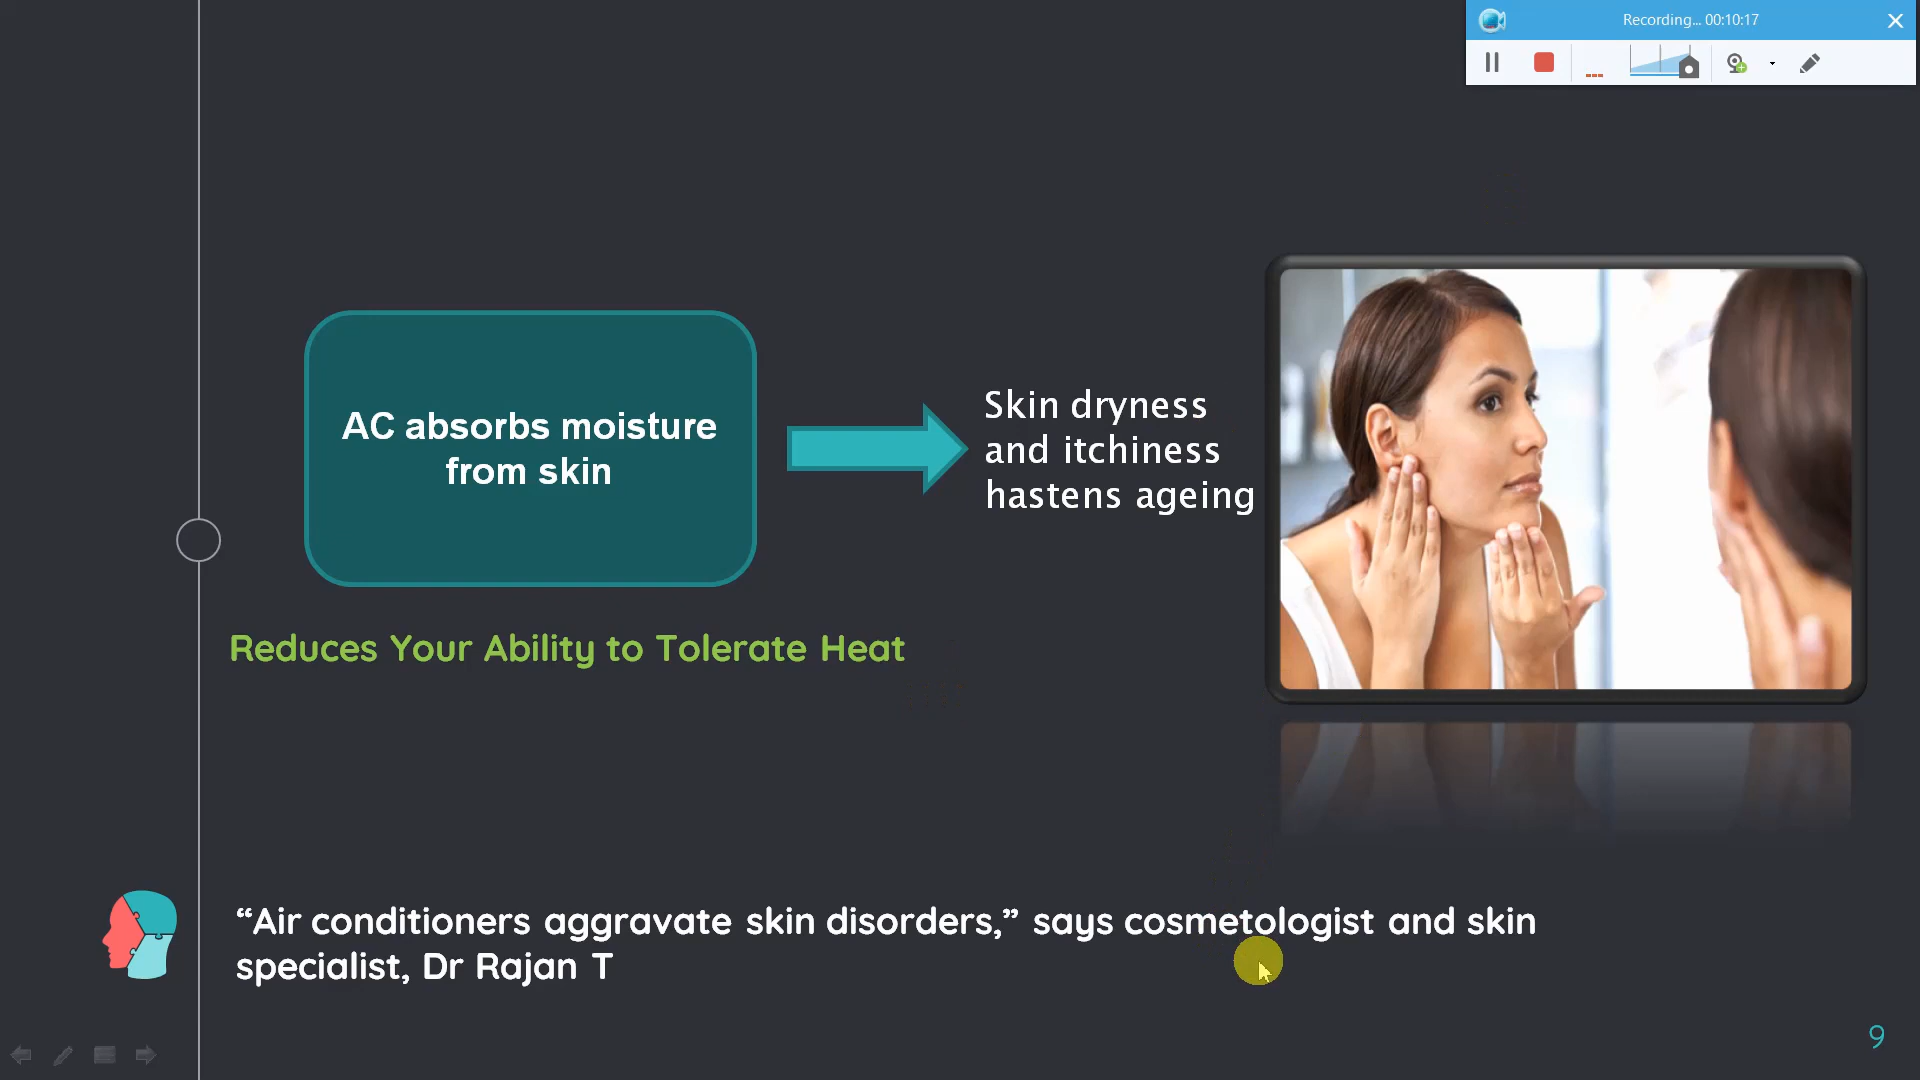 Recording... 00:10:17
AC absorbs moisture
from skin
Skin dryness
and itchiness
hastens ageing
Reduces Your Ability to Tolerate Heat
“Air conditioners aggravate skin disorders,” says cosmetologist and skin
specialist, Dr Rajan T
9